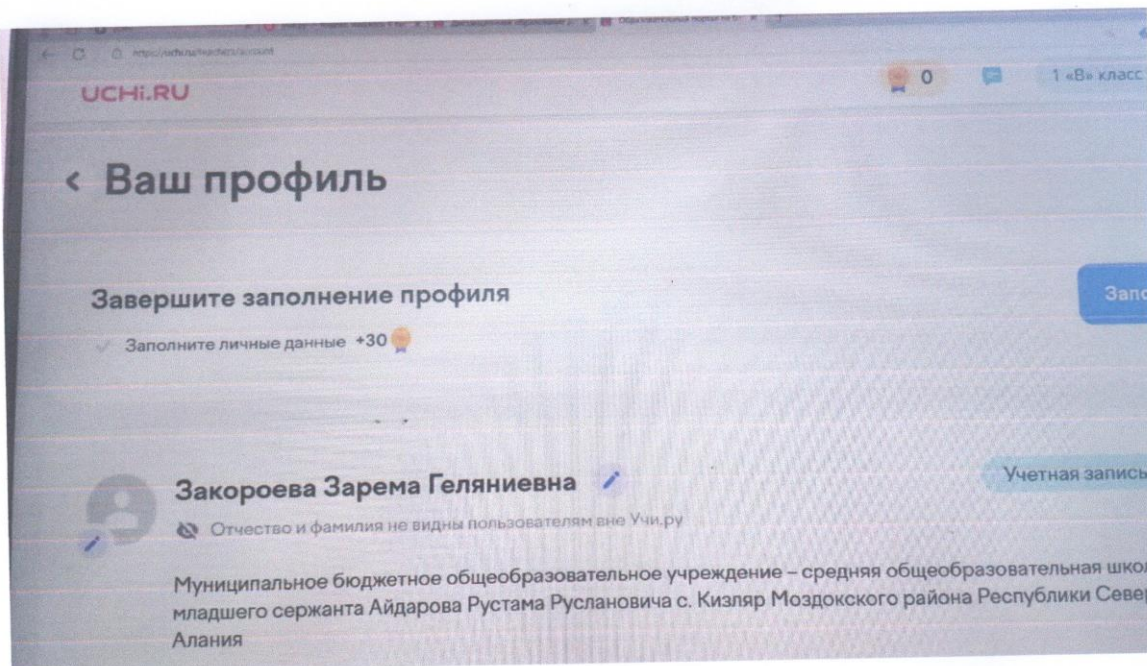 UCHi.RU
0
1 «В» класс
< Ваш профиль
Завершите заполнение профиля
Запо
Заполните личные данные +30
Закороева Зарема Геляниевна
Учетная запись
Отчество и фамилия не видны пользователям вне Учи.ру
Муниципальное бюджетное общеобразовательное учреждение – средняя общеобразовательная шко
младшего сержанта Айдарова Рустама Руслановича с. Кизляр Моздокского района Республики Севе
Алания